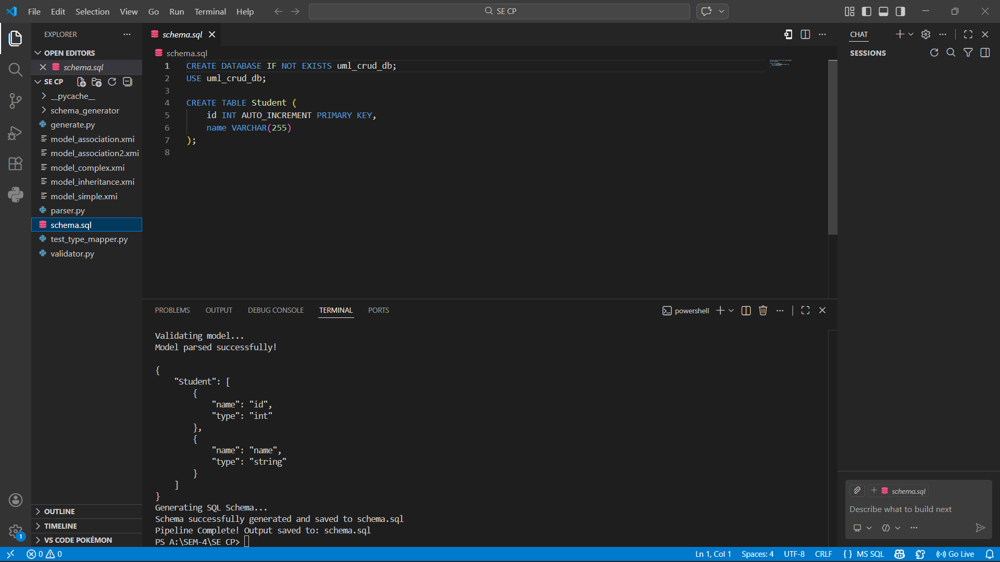 File Edit Selection View Go Run Terminal Help
SE CP
EXPLORER
OPEN EDITORS
schema.sql
SE CP
__pycache__
schema_generator
generate.py
model_association.xmi
model_association2.xmi
model_complex.xmi
model_inheritance.xmi
model_simple.xmi
parser.py
schema.sql
test_type_mapper.py
validator.py
OUTLINE
TIMELINE
VS CODE POKÉMON
1
schema.sql
schema.sql
1 CREATE DATABASE IF NOT EXISTS uml_crud_db;
2 USE uml_crud_db;
3
4 CREATE TABLE Student (
5 id INT AUTO_INCREMENT PRIMARY KEY,
6 name VARCHAR(255)
7 );
8
PROBLEMS OUTPUT DEBUG CONSOLE TERMINAL PORTS
powershell
Validating model...
Model parsed successfully!
{
"Student": [
{
"name": "id",
"type": "int"
},
{
"name": "name",
"type": "string"
}
]
}
Generating SQL Schema...
Schema successfully generated and saved to schema.sql
Pipeline Complete! Output saved to: schema.sql
PS A:\SEM-4\SE CP>
CHAT
SESSIONS
schema.sql
Describe what to build next
0 0
Ln 1, Col 1 Spaces: 4 UTF-8 CRLF { } MS SQL Go Live